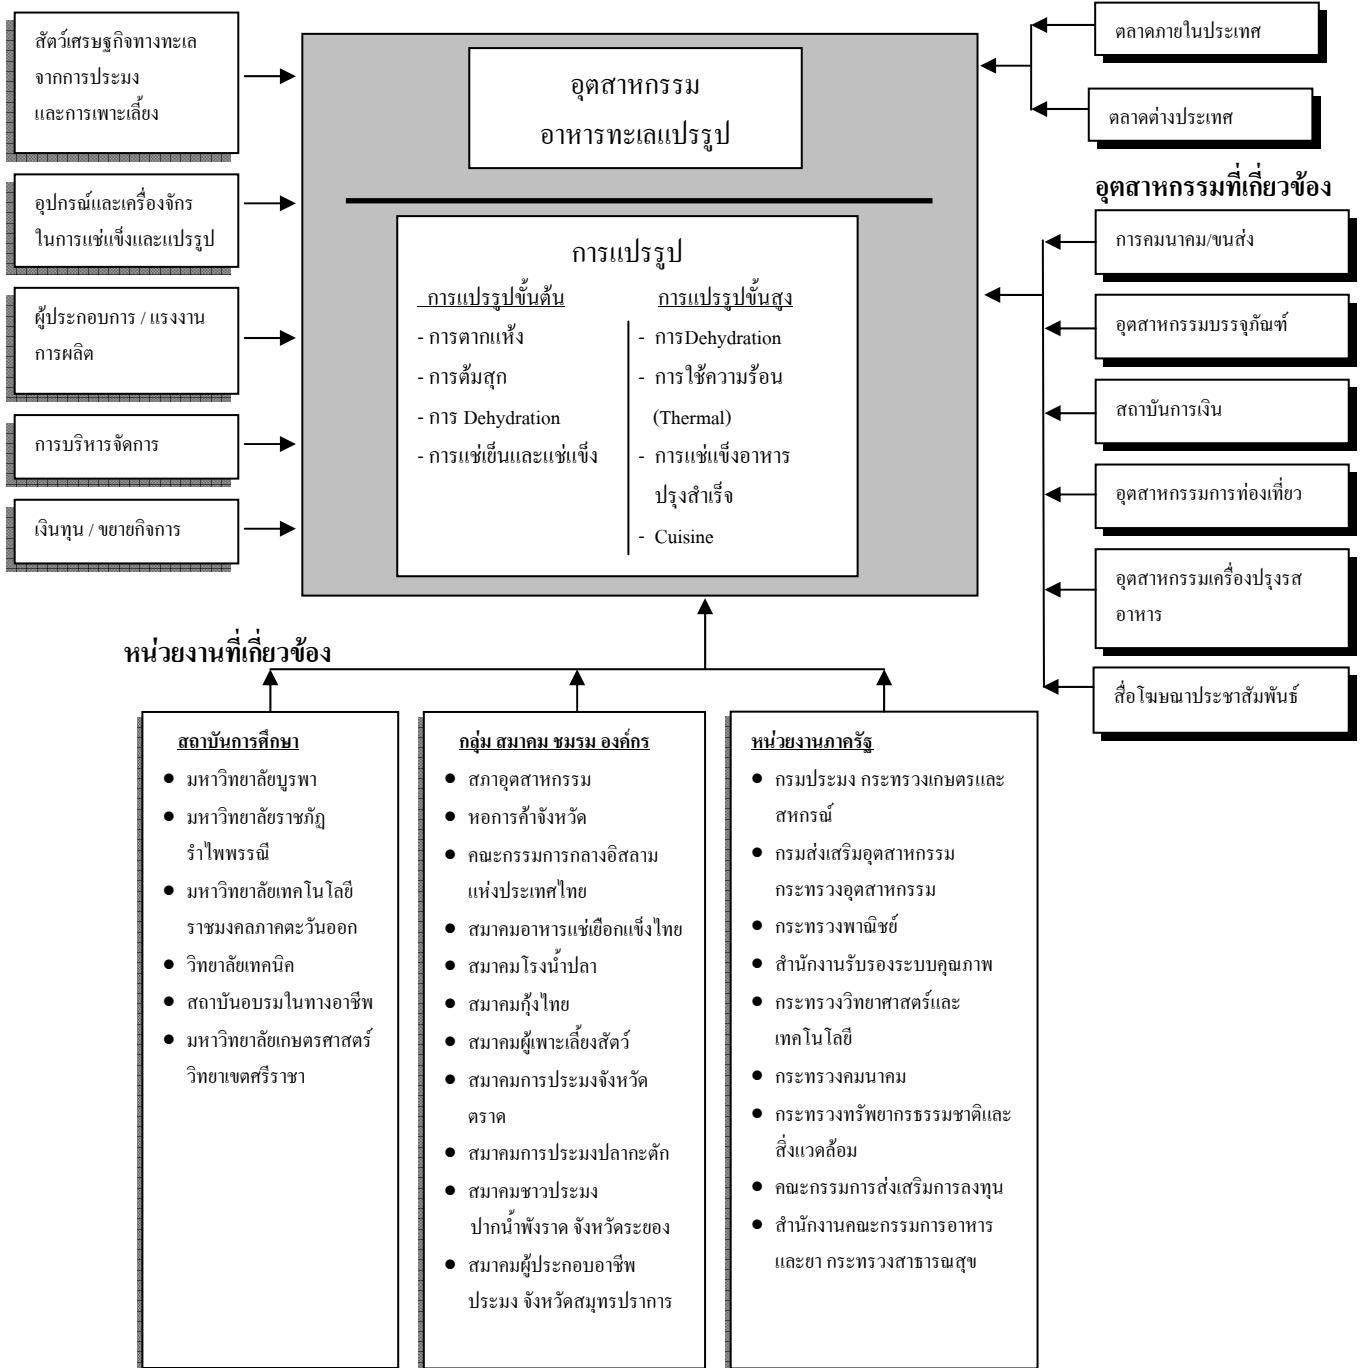 สัตว์เศรษฐกิจทางทะเล
จากการประมง
และการเพาะเลี้ยง
อุปกรณ์และเครื่องจักร
ในการแช่แข็งและแปรรูป
ผู้ประกอบการ / แรงงาน
การผลิต
การบริหารจัดการ
เงินทุน / ขยายกิจการ
อุตสาหกรรม
อาหารทะเลแปรรูป
การแปรรูป
การแปรรูปขั้นต้น
- การตากแห้ง
- การต้มสุก
- การ Dehydration
- การแช่เย็นและแช่แข็ง
การแปรรูปขั้นสูง
- การDehydration
- การใช้ความร้อน
(Thermal)
- การแช่แข็งอาหาร
ปรุงสำเร็จ
- Cuisine
ตลาดภายในประเทศ
ตลาดต่างประเทศ
อุตสาหกรรมที่เกี่ยวข้อง
การคมนาคม/ขนส่ง
อุตสาหกรรมบรรจุภัณฑ์
สถาบันการเงิน
อุตสาหกรรมการท่องเที่ยว
อุตสาหกรรมเครื่องปรุงรส
อาหาร
สื่อโฆษณาประชาสัมพันธ์
หน่วยงานที่เกี่ยวข้อง
สถาบันการศึกษา
● มหาวิทยาลัยบูรพา
● มหาวิทยาลัยราชภัฏ
รำไพพรรณี
● มหาวิทยาลัยเทคโนโลยี
ราชมงคลภาคตะวันออก
● วิทยาลัยเทคนิค
● สถาบันอบรมในทางอาชีพ
● มหาวิทยาลัยเกษตรศาสตร์
วิทยาเขตศรีราชา
กลุ่ม สมาคม ชมรม องค์กร
● สภาอุตสาหกรรม
● หอการค้าจังหวัด
● คณะกรรมการกลางอิสลาม
แห่งประเทศไทย
● สมาคมอาหารแช่เยือกแข็งไทย
● สมาคมโรงน้ำปลา
● สมาคมกุ้งไทย
● สมาคมผู้เพาะเลี้ยงสัตว์
● สมาคมการประมงจังหวัด
ตราด
● สมาคมการประมงปลากะตัก
● สมาคมชาวประมง
ปากน้ำพังราด จังหวัดระยอง
● สมาคมผู้ประกอบอาชีพ
ประมง จังหวัดสมุทรปราการ
หน่วยงานภาครัฐ
● กรมประมง กระทรวงเกษตรและ
สหกรณ์
● กรมส่งเสริมอุตสาหกรรม
กระทรวงอุตสาหกรรม
● กระทรวงพาณิชย์
● สำนักงานรับรองระบบคุณภาพ
● กระทรวงวิทยาศาสตร์และ
เทคโนโลยี
● กระทรวงคมนาคม
● กระทรวงทรัพยากรธรรมชาติและ
สิ่งแวดล้อม
● คณะกรรมการส่งเสริมการลงทุน
● สำนักงานคณะกรรมการอาหาร
และยา กระทรวงสาธารณสุข